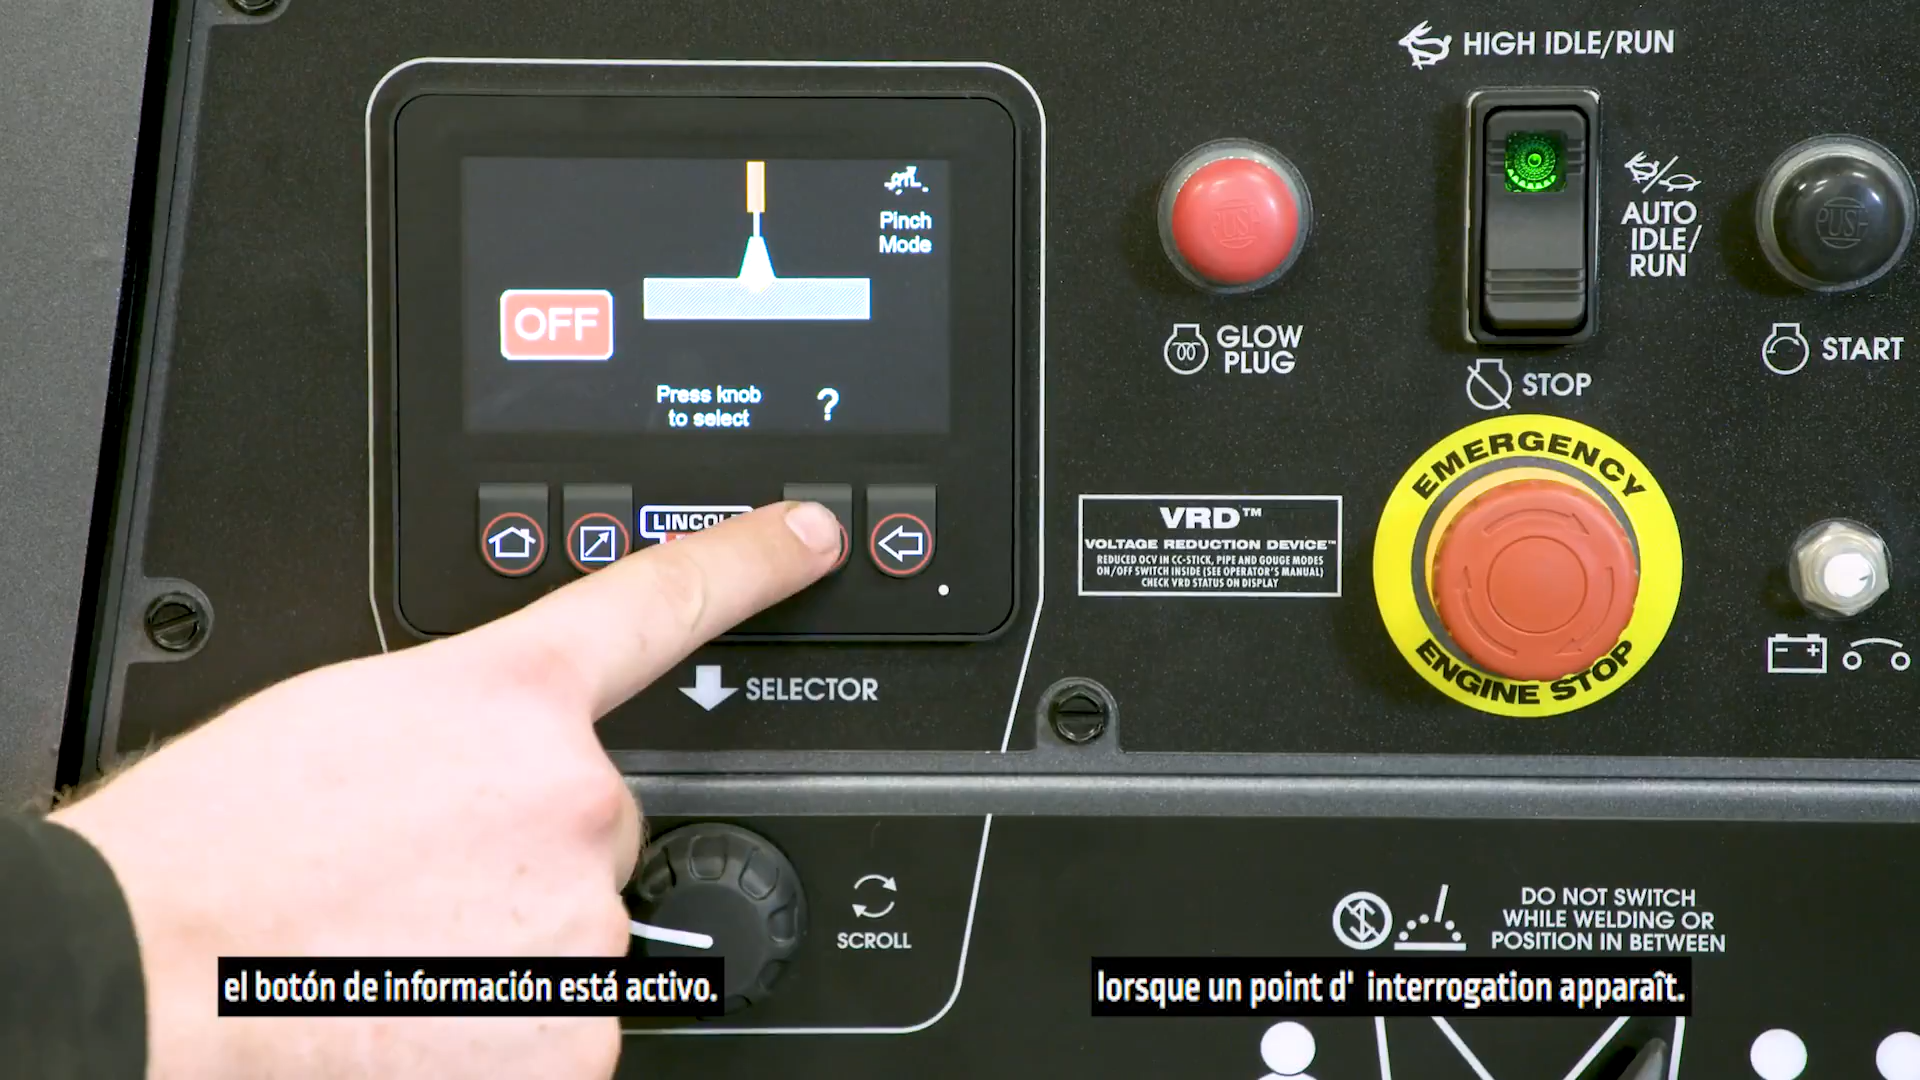 HIGH IDLE/RUN
Pinch
Mode
OFF
Press knob
to select
?
PUSH
GLOW
PLUG
AUTO
IDLE/
RUN
PUSH
START
STOP
EMERGENCY
ENGINE STOP
VRD™
VOLTAGE REDUCTION DEVICE™
REDUCED OCV IN CC-STICK, PIPE AND GOUGE MODES
ON/OFF SWITCH INSIDE (SEE OPERATOR'S MANUAL)
CHECK VRD STATUS ON DISPLAY
SELECTOR
SCROLL
DO NOT SWITCH
WHILE WELDING OR
POSITION IN BETWEEN
el botón de información está activo.
lorsque un point d' interrogation apparaît.